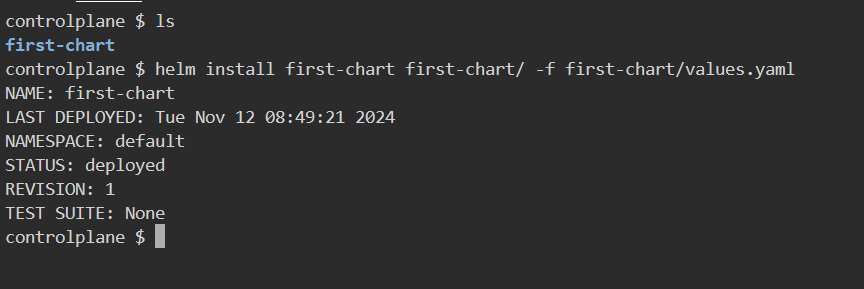 controlplane $ ls
first-chart
controlplane $ helm install first-chart first-chart/ -f first-chart/values.yaml
NAME: first-chart
LAST DEPLOYED: Tue Nov 12 08:49:21 2024
NAMESPACE: default
STATUS: deployed
REVISION: 1
TEST SUITE: None
controlplane $